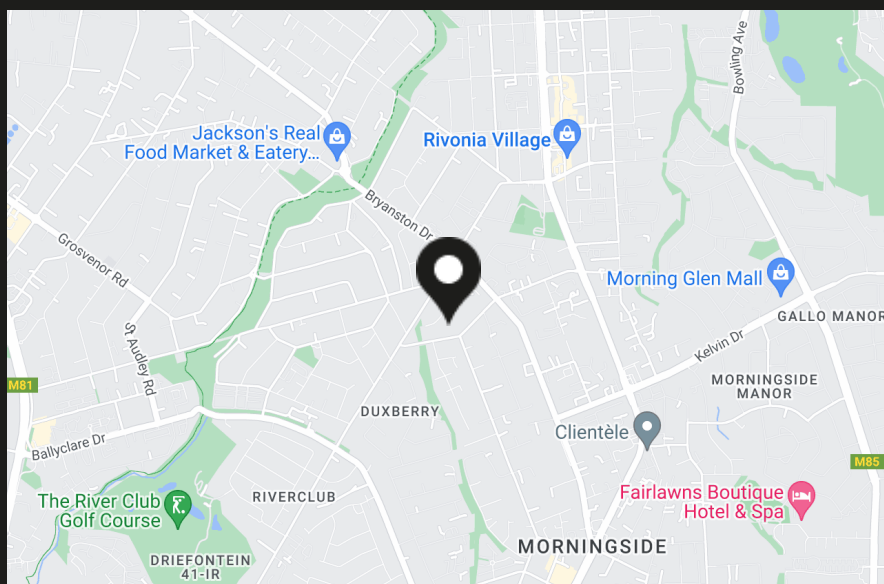 Bowling Ave
Jackson's Real
Food Market & Eatery...
Rivonia Village
Bryanston Dr
Grosvenor Rd
Morning Glen Mall
GALLO MANOR
St Audley Rd
Kelvin Dr
M81
MORNINGSIDE
MANOR
DUXBERRY
Clientèle
Ballyclare Dr
M85
The River Club
Golf Course
RIVERCLUB
Fairlawns Boutique
Hotel & Spa
MORNINGSIDE
DRIEFONTEIN
41-IR